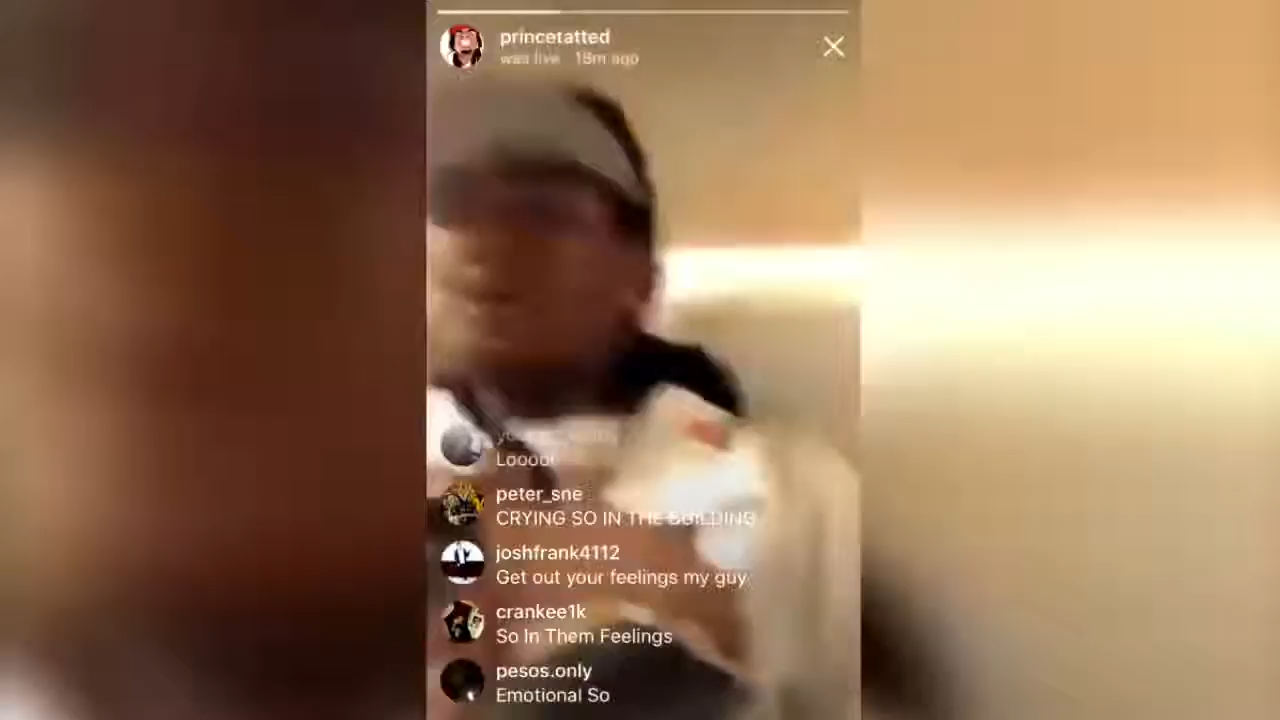 princetatted
was live 18m ago
Loooo!
peter_sne
CRYING SO IN THE BUILDING
joshfrank4112
Get out your feelings my guy
crankee1k
So In Them Feelings
pesos.only
Emotional So